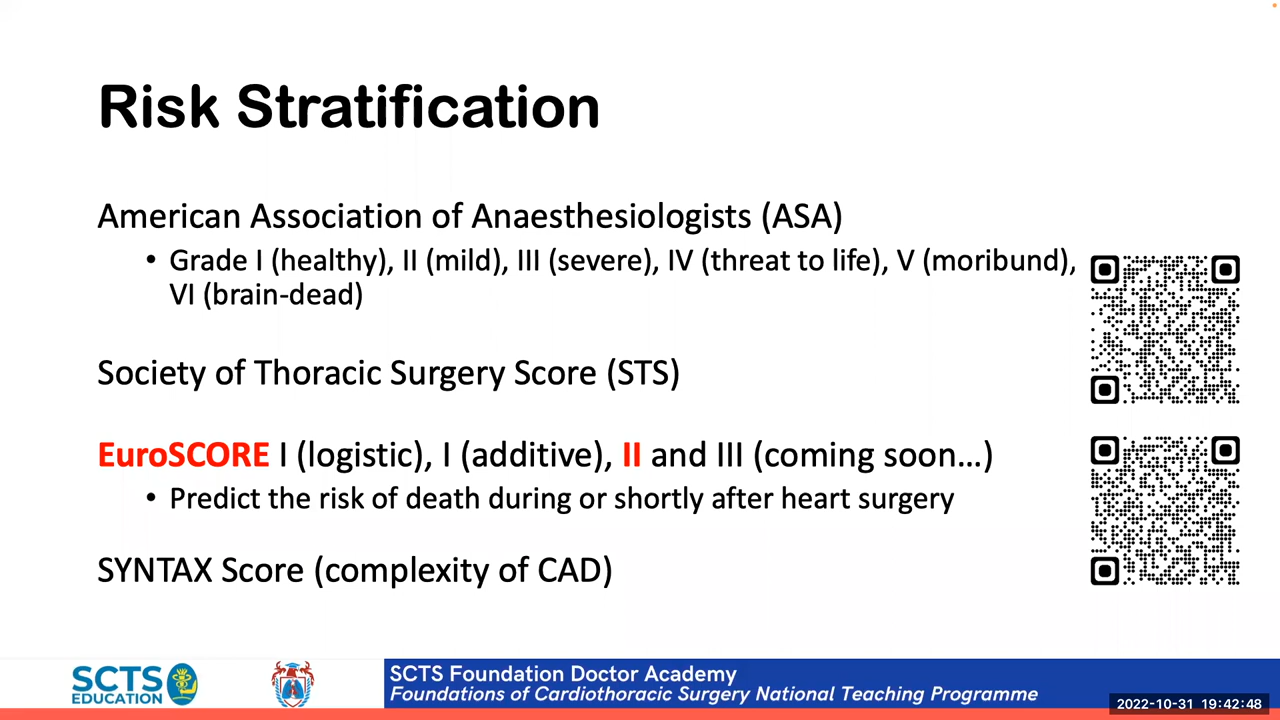 Risk Stratification
American Association of Anaesthesiologists (ASA)
• Grade I (healthy), II (mild), III (severe), IV (threat to life), V (moribund),
VI (brain-dead)
Society of Thoracic Surgery Score (STS)
EuroSCORE I (logistic), I (additive), II and III (coming soon...)
• Predict the risk of death during or shortly after heart surgery
SYNTAX Score (complexity of CAD)
SCTS
EDUCATION
SCTS Foundation Doctor Academy
Foundations of Cardiothoracic Surgery National Teaching Programme
2022-10-31 19:42:48